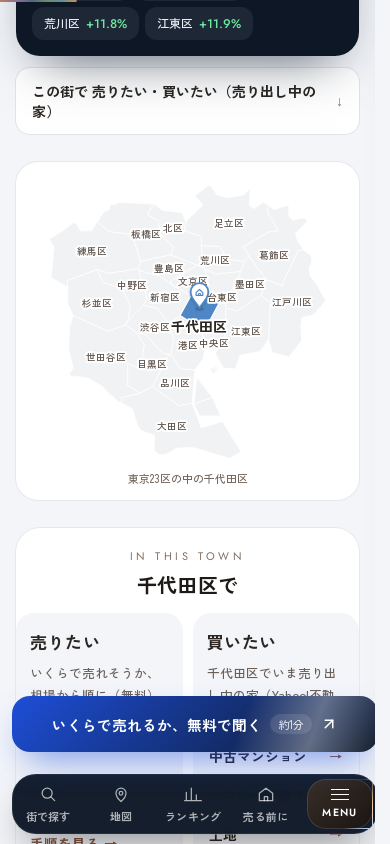 荒川区 +11.8% 江東区 +11.9%
この街で 売りたい・買いたい（売り出し中の
家） ↓
足立区
北区
板橋区
練馬区
葛飾区
荒川区
豊島区
文京区
中野区
墨田区
新宿区
台東区
杉並区
江戸川区
千代田区
渋谷区
江東区
港区
中央区
世田谷区
目黒区
品川区
大田区
東京23区の中の千代田区
IN THIS TOWN
千代田区で
売りたい
いくらで売れそうか、
相場から順に（無料）
買いたい
千代田区でいま売り出
し中の家（Yahoo!不動
いくらで売れるか、無料で聞く 約1分 ↗
中古マンション →
街で探す
地図
ランキング
売る前に
MENU
手順を見る →
土地